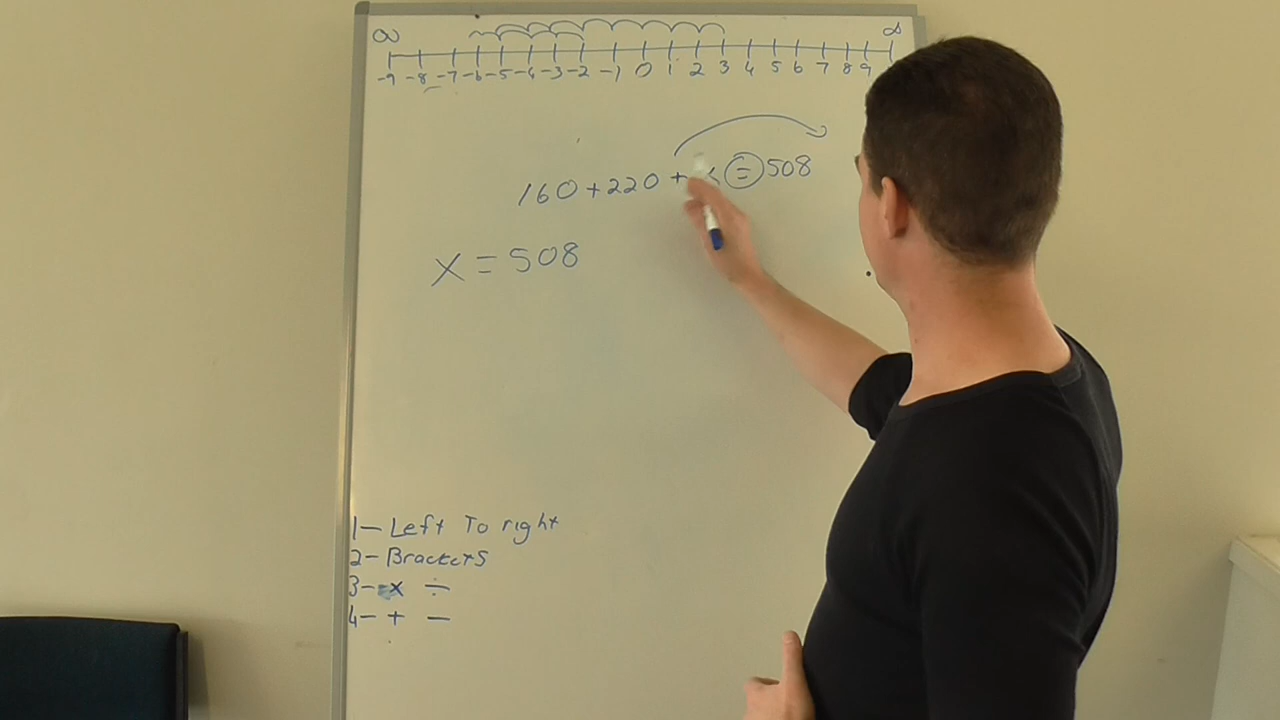 ∞ ∞
-9 -8 -7 -6 -5 -4 -3 -2 -1 0 1 2 3 4 5 6 7 8 9
160+220+x=508
x=508
1- Left To right
2- Brackets
3- x ÷
4- + -